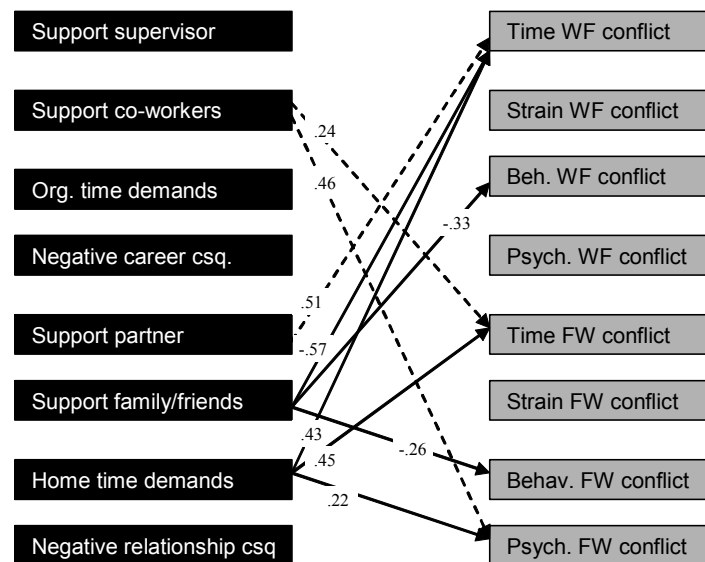 Support supervisor
Time WF conflict
Support co-workers
Strain WF conflict
.24
.46
Org. time demands
Beh. WF conflict
-.33
Negative career csq.
Psych. WF conflict
.51
Support partner
Time FW conflict
-.57
Support family/friends
Strain FW conflict
.43
-.26
.45
Home time demands
Behav. FW conflict
.22
Negative relationship csq
Psych. FW conflict